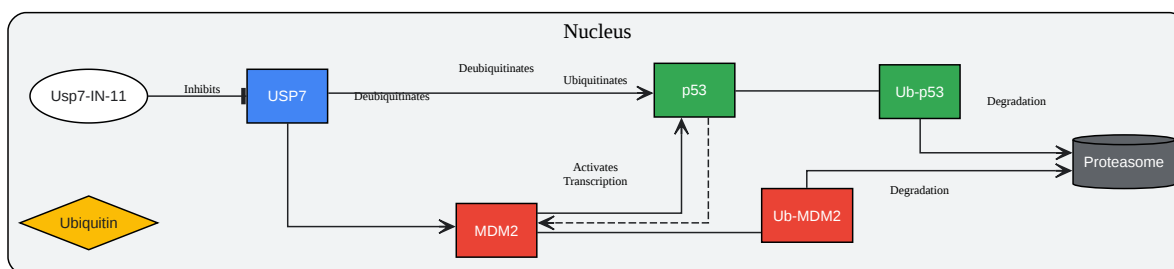 Nucleus
Deubiquitinates
Ubiquitinates
Usp7-IN-11
Inhibits
USP7
Deubiquitinates
p53
Ub-p53
Degradation
Proteasome
Activates
Transcription
Degradation
Ubiquitin
MDM2
Ub-MDM2